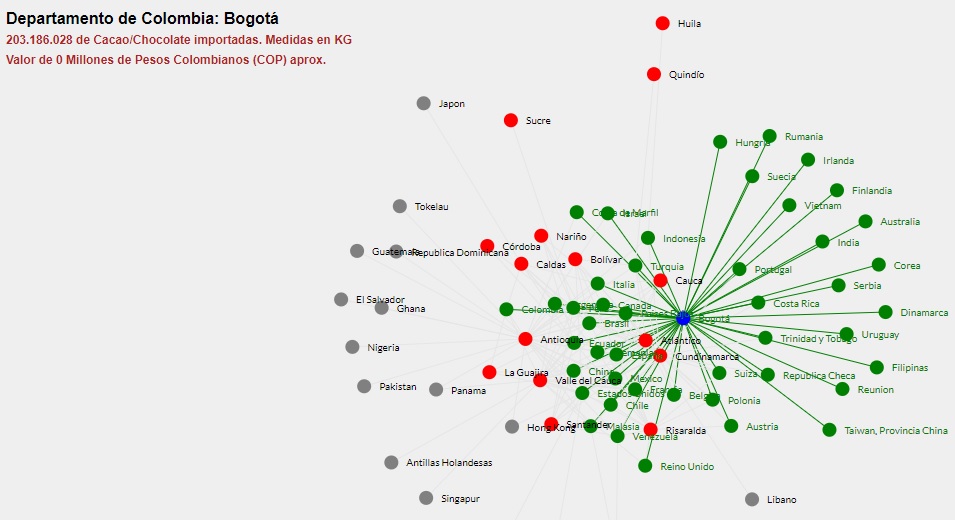 Departamento de Colombia: Bogotá
203.186.028 de Cacao/Chocolate importadas. Medidas en KG
Valor de 0 Millones de Pesos Colombianos (COP) aprox.
Huila
Quindío
Japon
Sucre
Rumania
Hungria
Irlanda
Suecia
Finlandia
Tokelau
Vietnam
Costa de Marfil
Israel
Australia
Nariño
Indonesia
India
Córdoba
Guatemala
Republica Dominicana
Bolívar
Caldas
Turquia
Corea
Portugal
Cauca
Italia
Serbia
El Salvador
Costa Rica
Canada
Ghana
Colombia
Paises
Bogotá
Dinamarca
Brasil
Uruguay
Trinidad y Tobago
Antioquia
Atlántico
Ecuador
Nigeria
Cundinamarca
España
Filipinas
La Guajira
China
Suiza
Republica Checa
Valle del Cauca
Mexico
Pakistan
Panama
Francia
Reunion
Estados Unidos
Belgica
Polonia
Chile
Hong Kong
Santander
Malasia
Austria
Risaralda
Taiwan, Provincia China
Venezuela
Antillas Holandesas
Reino Unido
Singapur
Libano